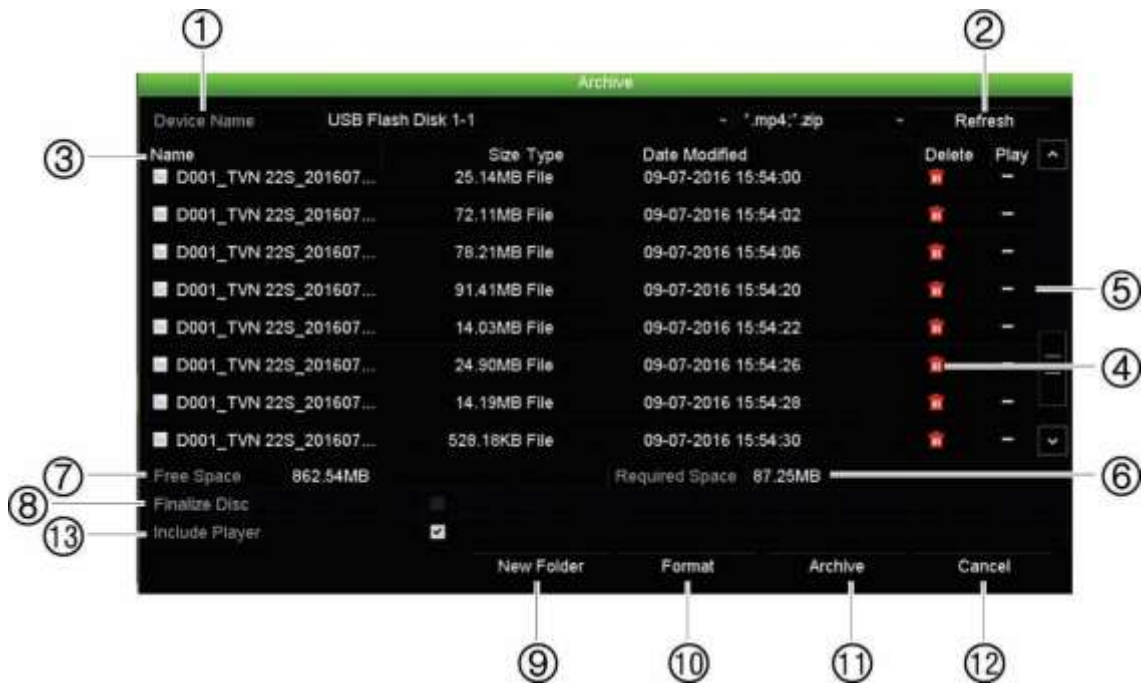 ① ②
Archive
Device Name USB Flash Disk 1-1 *.mp4;*.zip Refresh
③ Name Size Type Date Modified Delete Play
D001_TVN 22S_201607... 25.14MB File 09-07-2016 15:54:00
D001_TVN 22S_201607... 72.11MB File 09-07-2016 15:54:02
D001_TVN 22S_201607... 78.21MB File 09-07-2016 15:54:06
D001_TVN 22S_201607... 91.41MB File 09-07-2016 15:54:20 ⑤
D001_TVN 22S_201607... 14.03MB File 09-07-2016 15:54:22
D001_TVN 22S_201607... 24.90MB File 09-07-2016 15:54:26 ④
D001_TVN 22S_201607... 14.19MB File 09-07-2016 15:54:28
D001_TVN 22S_201607... 528.18KB File 09-07-2016 15:54:30
⑦ Free Space 862.54MB Required Space 87.25MB ⑥
⑧ Finalize Disc
⑬ Include Player
New Folder Format Archive Cancel
⑨ ⑩ ⑪ ⑫